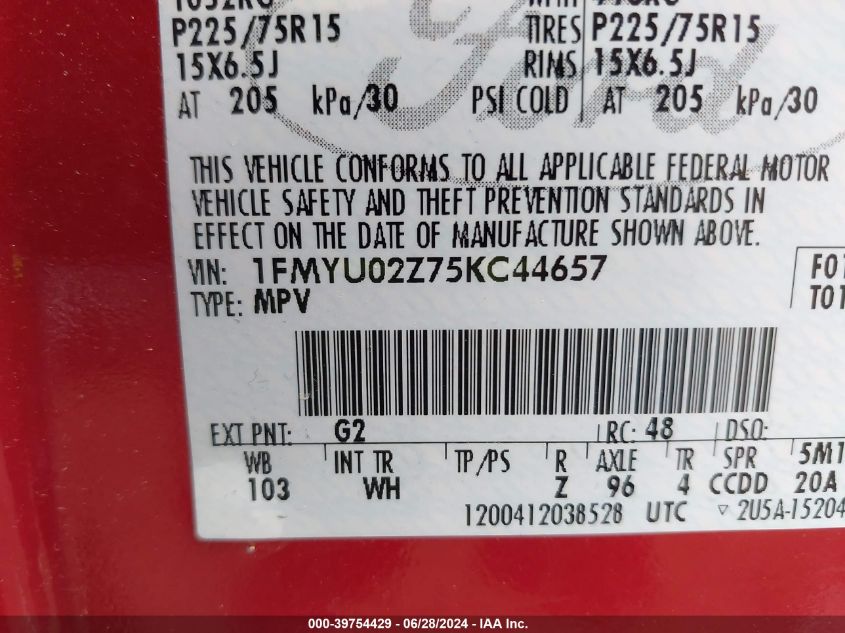 P225/75R15 TIRES P225/75R15
15X6.5J RIMS 15X6.5J
AT 205 kPa/30 PSI COLD AT 205 kPa/30
Ford
THIS VEHICLE CONFORMS TO ALL APPLICABLE FEDERAL MOTOR
VEHICLE SAFETY AND THEFT PREVENTION STANDARDS IN
EFFECT ON THE DATE OF MANUFACTURE SHOWN ABOVE.
VIN: 1FMYU02Z75KC44657
TYPE: MPV
EXT PNT: G2 RC: 48 DSO:
WB INT TR TP/PS R AXLE TR SPR 5M1
103 WH Z 96 4 CCDD 20A
1200412038528 UTC ▽ 2U5A-15204
000-39754429 - 06/28/2024 - IAA Inc.